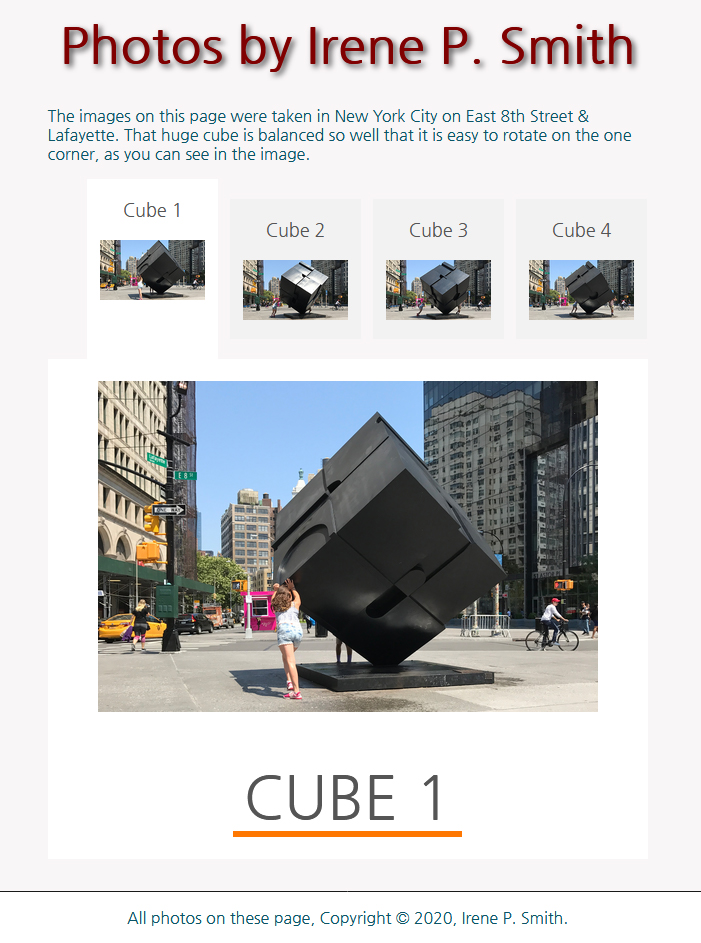 Photos by Irene P. Smith
The images on this page were taken in New York City on East 8th Street &
Lafayette. That huge cube is balanced so well that it is easy to rotate on the one
corner, as you can see in the image.
Cube 1
Cube 2
Cube 3
Cube 4
Lafayette
E 8 St
ONE WAY
CUBE 1
All photos on these page, Copyright © 2020, Irene P. Smith.